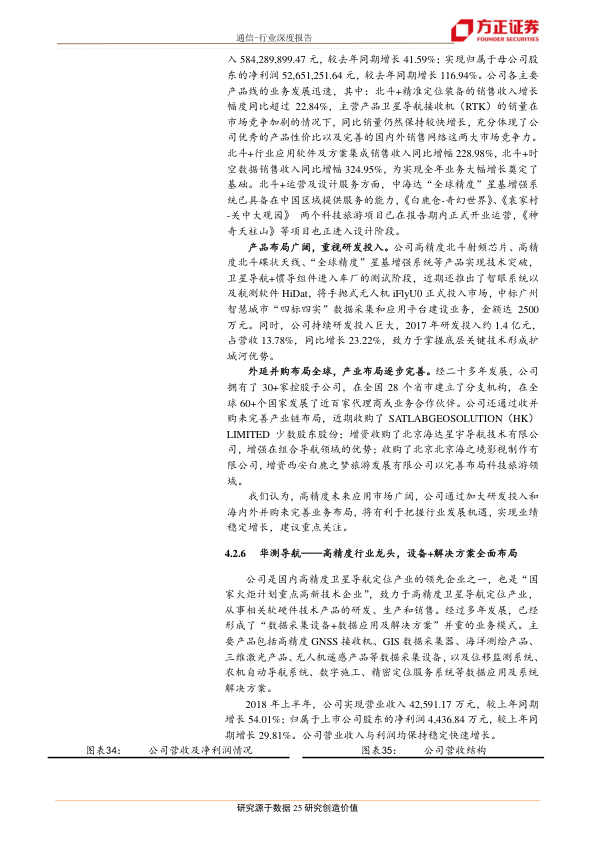 通信-行业深度报告
方正证券
FOUNDER SECURITIES
入 584,289,899.47 元，较去年同期增长 41.59%；实现归属于母公司股
东的净利润 52,651,251.64 元，较去年同期增长 116.94%。公司各主要
产品线的业务发展迅速，其中：北斗+精准定位装备的销售收入增长
幅度同比超过 22.84%，主营产品卫星导航接收机（RTK）的销量在
市场竞争加剧的情况下，同比销量仍然保持较快增长，充分体现了公
司优秀的产品性价比以及完善的国内外销售网络这两大市场竞争力。
北斗+行业应用软件及方案集成销售收入同比增幅 228.98%，北斗+时
空数据销售收入同比增幅 324.95%，为实现全年业务大幅增长奠定了
基础。北斗+运营及设计服务方面，中海达“全球精度”星基增强系
统已具备在中国区域提供服务的能力，《白鹿仓-奇幻世界》、《袁家村
-关中大观园》 两个科技旅游项目已在报告期内正式开业运营，《神
奇天柱山》等项目也正进入设计阶段。
产品布局广阔，重视研发投入。公司高精度北斗射频芯片、高精
度北斗碟状天线、“全球精度”星基增强系统等产品实现技术突破，
卫星导航+惯导组件进入车厂的测试阶段，近期还推出了智眼系统以
及航测软件 HiDat，将手抛式无人机 iFlyU0 正式投入市场，中标广州
智慧城市“四标四实”数据采集和应用平台建设业务，金额达 2500
万元。同时，公司持续研发投入巨大，2017 年研发投入约 1.4 亿元，
占营收 13.78%，同比增长 23.22%，致力于掌握底层关键技术形成护
城河优势。
外延并购布局全球，产业布局逐步完善。经二十多年发展，公司
拥有了 30+家控股子公司，在全国 28 个省市建立了分支机构，在全
球 60+个国家发展了近百家代理商或业务合作伙伴。公司还通过收并
购来完善产业链布局，近期收购了 SATLABGEOSOLUTION（HK）
LIMITED 少数股东股份；增资收购了北京海达星宇导航技术有限公
司，增强在组合导航领域的优势；收购了北京北京海之境影视制作有
限公司，增资西安白鹿之梦旅游发展有限公司以完善布局科技旅游领
域。
我们认为，高精度未来应用市场广阔，公司通过加大研发投入和
海内外并购来完善业务布局，将有利于把握行业发展机遇，实现业绩
稳定增长，建议重点关注。
4.2.6 华测导航——高精度行业龙头，设备+解决方案全面布局
公司是国内高精度卫星导航定位产业的领先企业之一，也是“国
家火炬计划重点高新技术企业”，致力于高精度卫星导航定位产业，
从事相关软硬件技术产品的研发、生产和销售。经过多年发展，已经
形成了“数据采集设备+数据应用及解决方案”并重的业务模式。主
要产品包括高精度 GNSS 接收机、GIS 数据采集器、海洋测绘产品、
三维激光产品、无人机遥感产品等数据采集设备，以及位移监测系统、
农机自动导航系统、数字施工、精密定位服务系统等数据应用及系统
解决方案。
2018 年上半年，公司实现营业收入 42,591.17 万元，较上年同期
增长 54.01%；归属于上市公司股东的净利润 4,436.84 万元，较上年同
期增长 29.81%。公司营业收入与利润均保持稳定快速增长。
图表34： 公司营收及净利润情况 图表35： 公司营收结构
研究源于数据 25 研究创造价值